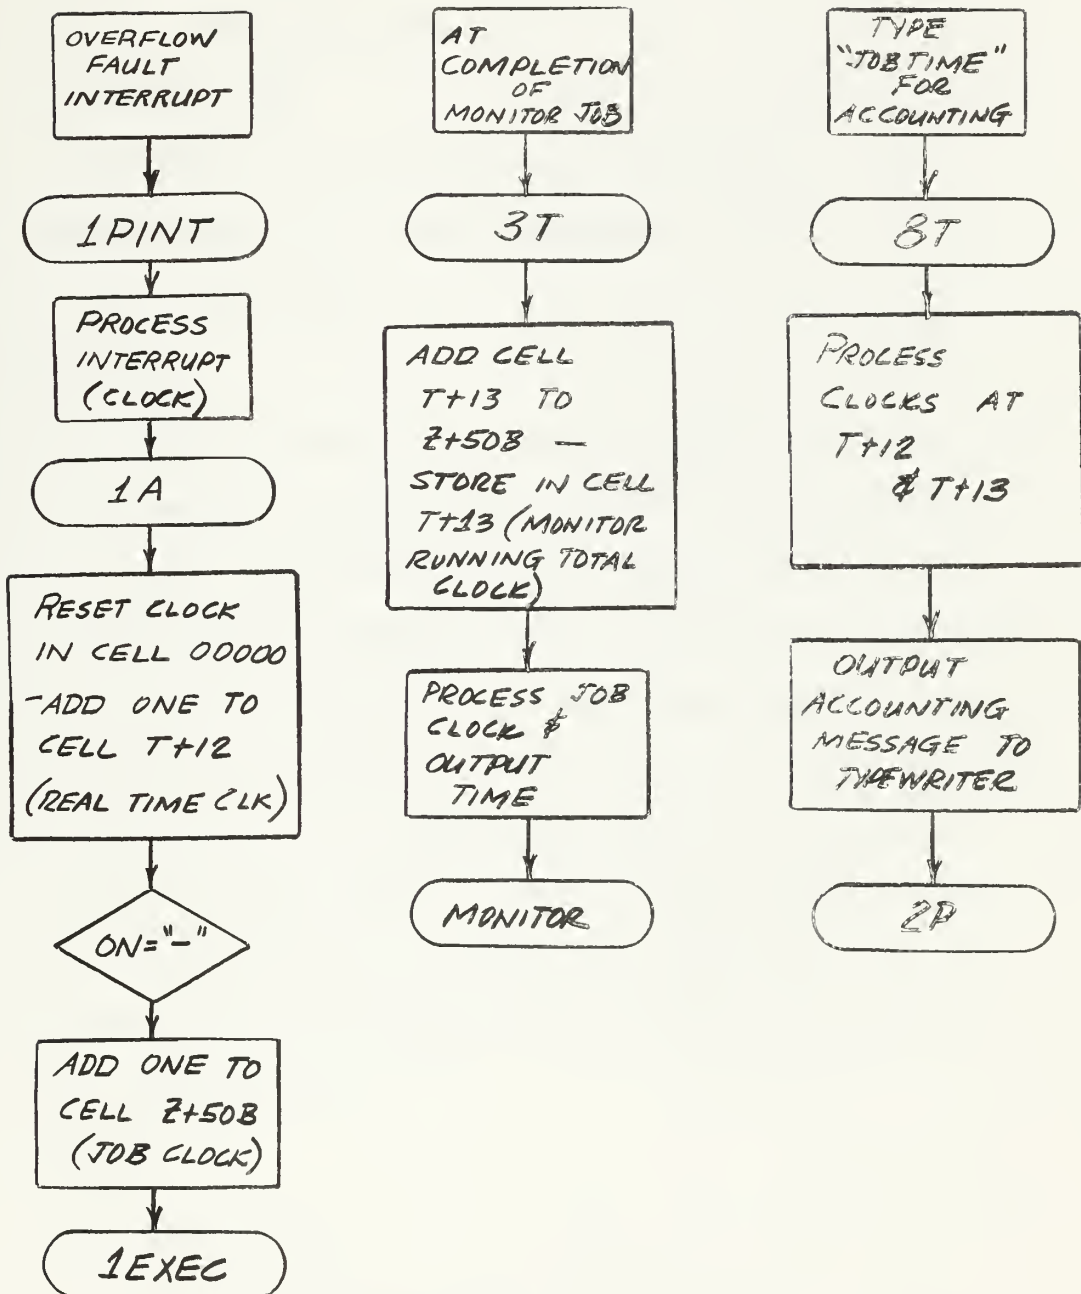 OVERFLOW
FAULT
INTERRUPT
1PINT
PROCESS
INTERRUPT
(CLOCK)
1A
RESET CLOCK
IN CELL 00000
-ADD ONE TO
CELL T+12
(REAL TIME CLK)
ON="-"
ADD ONE TO
CELL Z+50B
(JOB CLOCK)
1EXEC
AT
COMPLETION
OF
MONITOR JOB
3T
ADD CELL
T+13 TO
Z+50B —
STORE IN CELL
T+13 (MONITOR
RUNNING TOTAL
CLOCK)
PROCESS JOB
CLOCK &
OUTPUT
TIME
MONITOR
TYPE
"JOB TIME"
FOR
ACCOUNTING
8T
PROCESS
CLOCKS AT
T+12
& T+13
OUTPUT
ACCOUNTING
MESSAGE TO
TYPEWRITER
2P